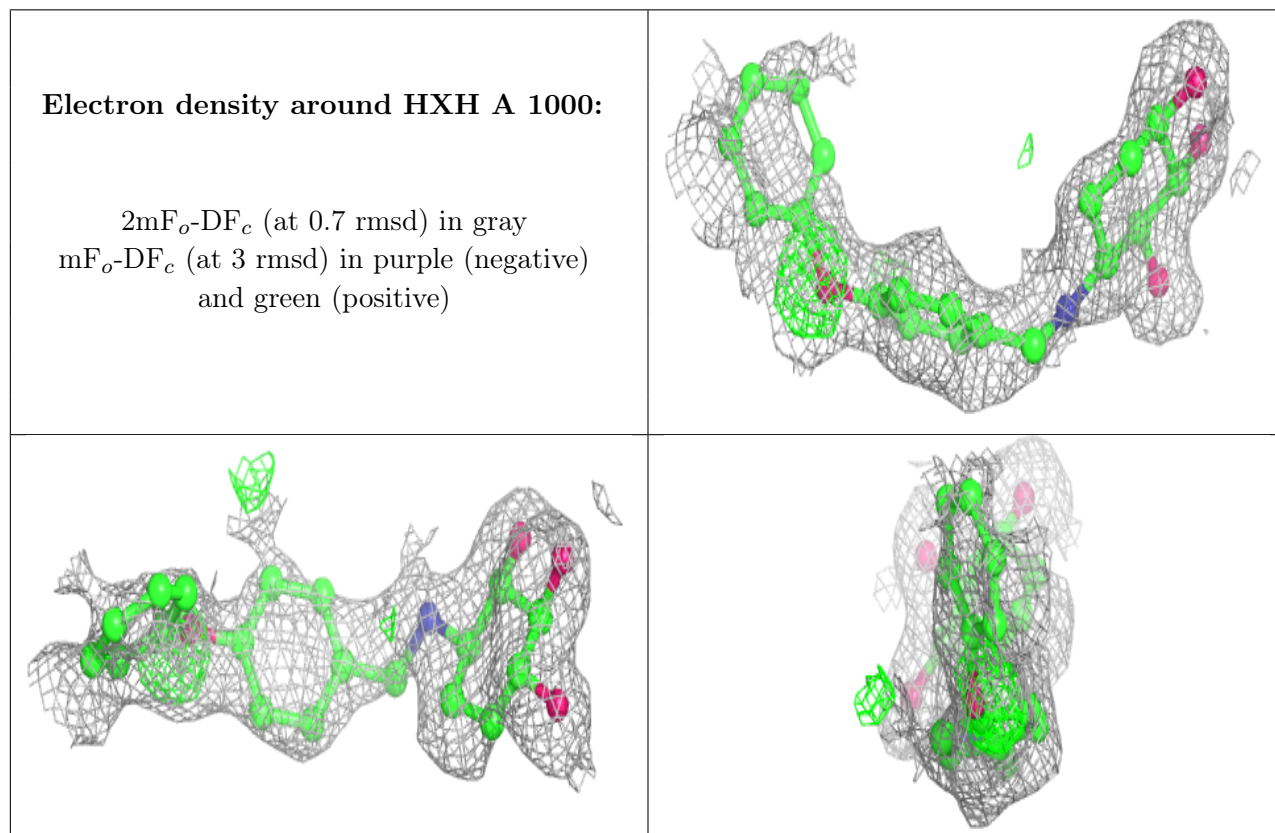 Electron density around HXH A 1000:
2mFo-DFc (at 0.7 rmsd) in gray
mFo-DFc (at 3 rmsd) in purple (negative)
and green (positive)